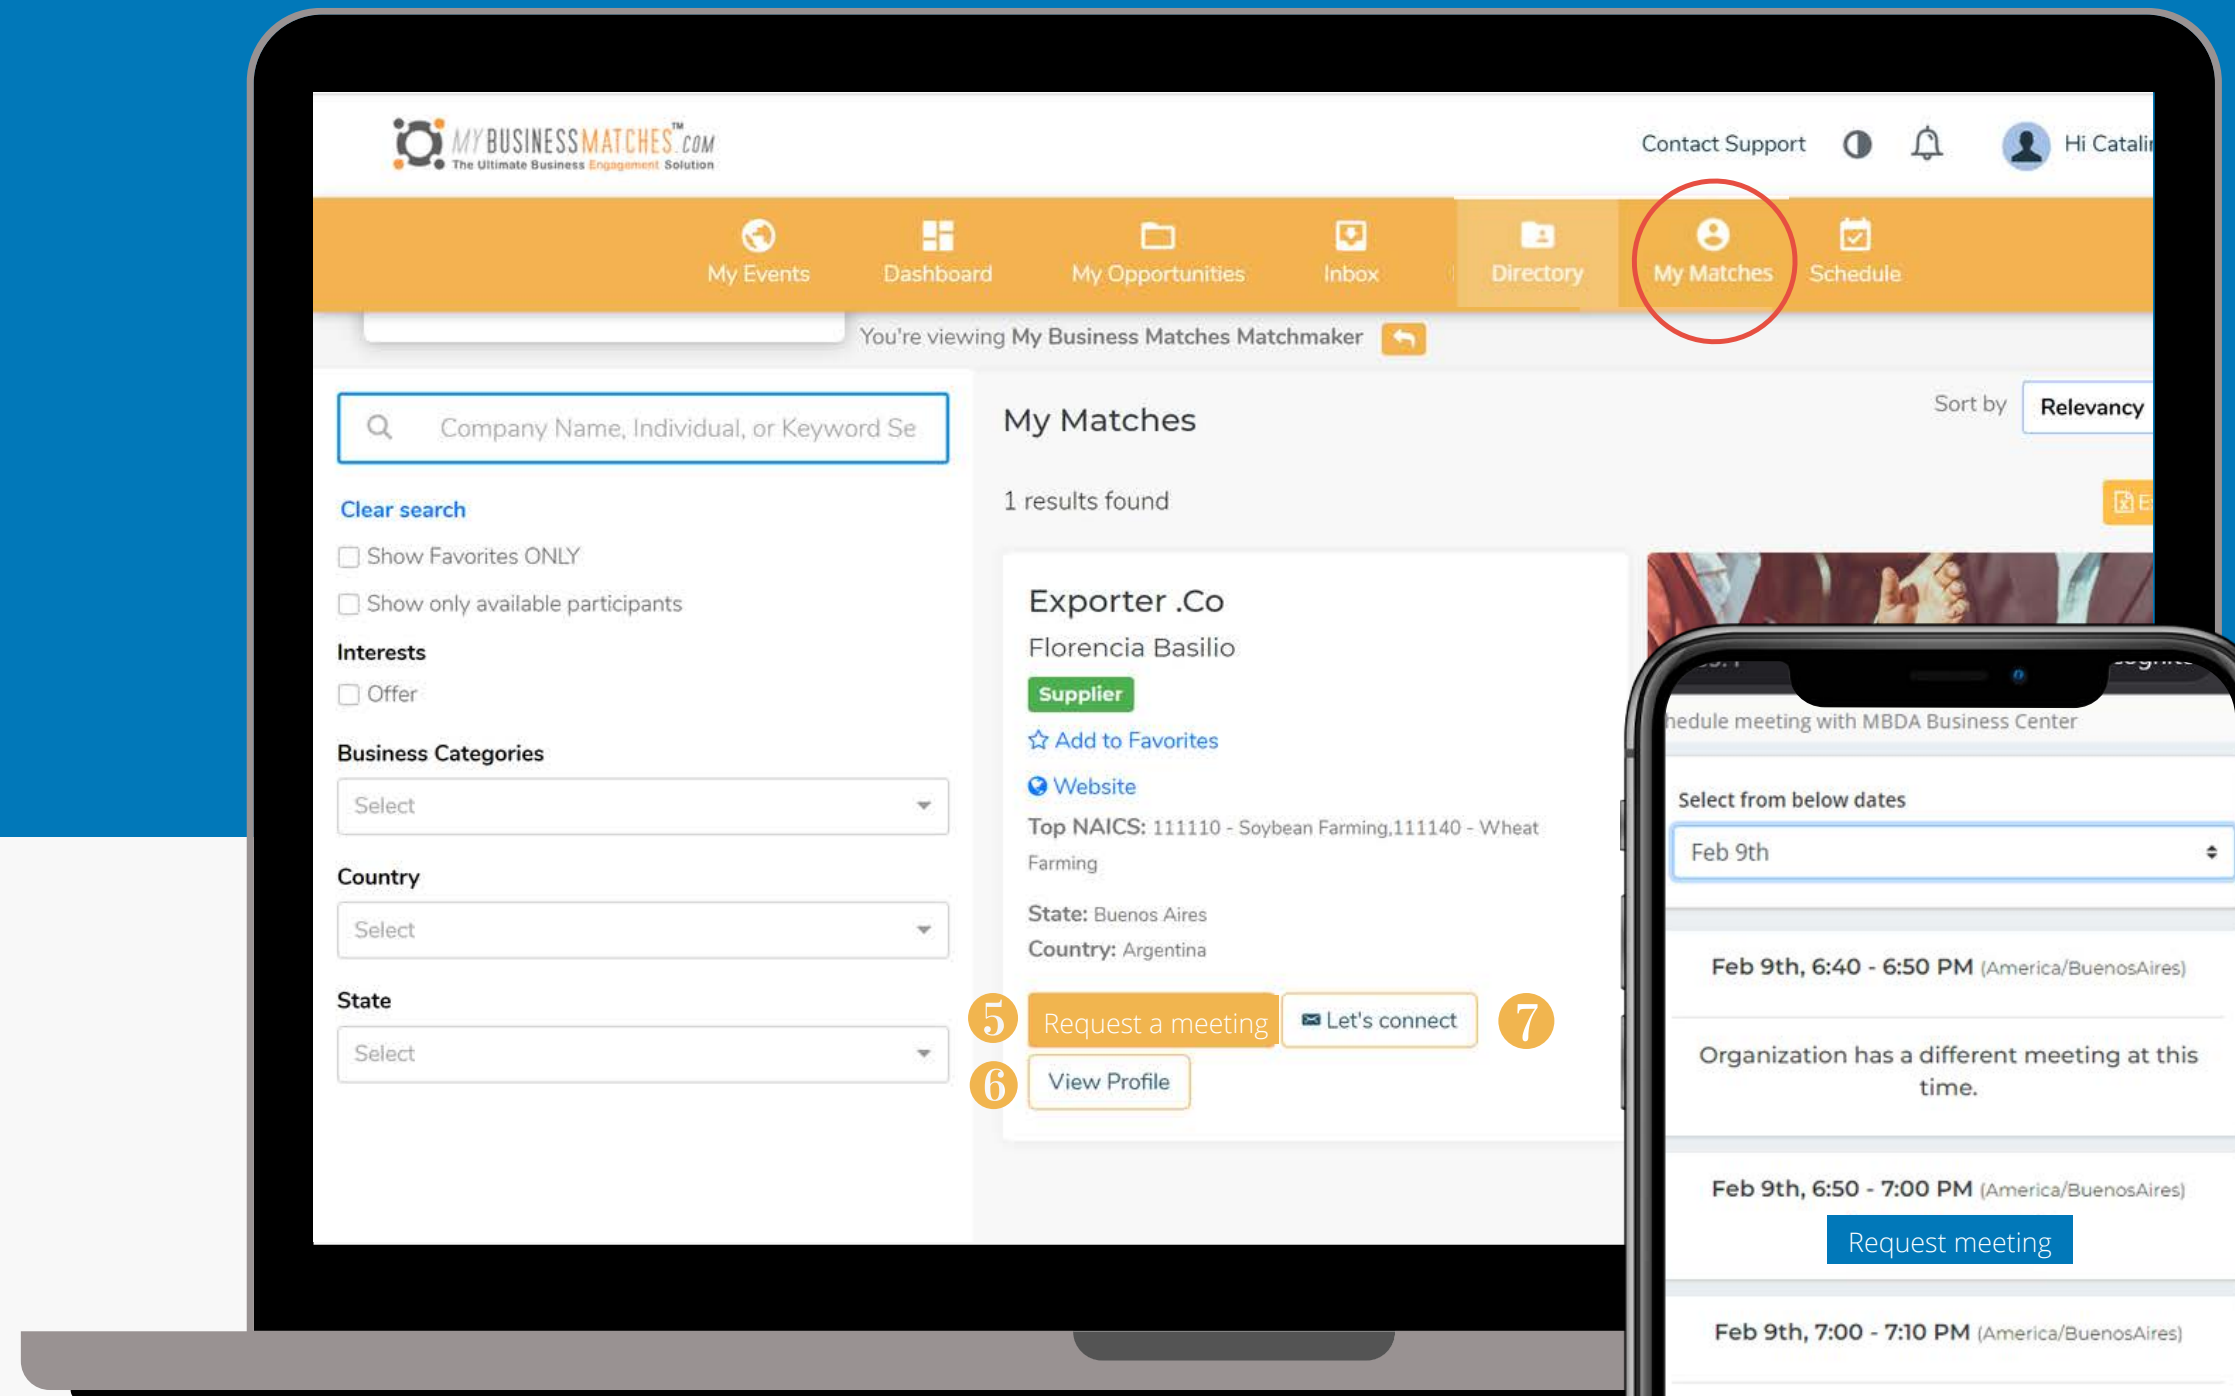 MYBUSINESSMATCHES.COM™
The Ultimate Business Engagement Solution
Contact Support
Hi Catalin
My Events
Dashboard
My Opportunities
Inbox
Directory
My Matches
Schedule
You're viewing My Business Matches Matchmaker
Company Name, Individual, or Keyword Se
Clear search
Show Favorites ONLY
Show only available participants
Interests
Offer
Business Categories
Select
Country
Select
State
Select
My Matches
Sort by Relevancy
1 results found
Exporter .Co
Florencia Basilio
Supplier
Add to Favorites
Website
Top NAICS: 111110 - Soybean Farming,111140 - Wheat
Farming
State: Buenos Aires
Country: Argentina
5 Request a meeting Let's connect 7
6 View Profile
hedule meeting with MBDA Business Center
Select from below dates
Feb 9th
Feb 9th, 6:40 - 6:50 PM (America/BuenosAires)
Organization has a different meeting at this
time.
Feb 9th, 6:50 - 7:00 PM (America/BuenosAires)
Request meeting
Feb 9th, 7:00 - 7:10 PM (America/BuenosAires)